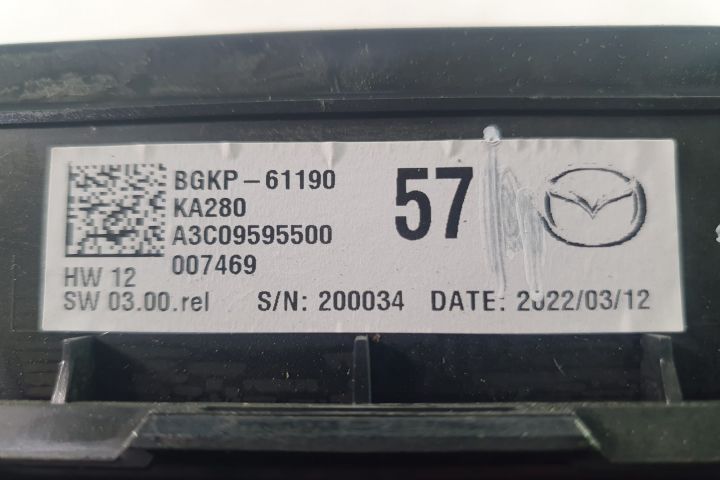 BGKP-61190
KA280
A3C09595500
007469
57
HW 12
SW 03.00.rel S/N: 200034 DATE: 2022/03/12